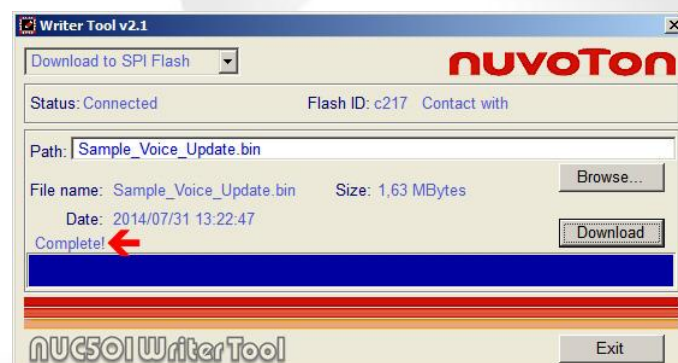 Writer Tool v2.1
Download to SPI Flash
nuvoTon
Status: Connected Flash ID: c217 Contact with
Path: Sample_Voice_Update.bin
Browse...
File name: Sample_Voice_Update.bin Size: 1,63 MBytes
Date: 2014/07/31 13:22:47
Download
Complete!
NUC501 Writer Tool
Exit